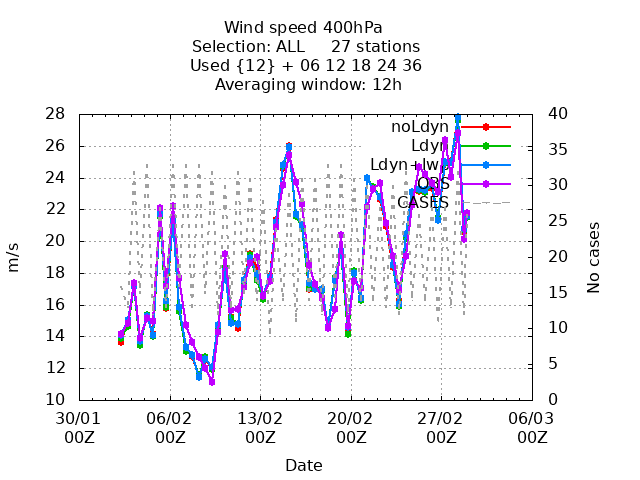 Wind speed 400hPa
Selection: ALL 27 stations
Used {12} + 06 12 18 24 36
Averaging window: 12h
m/s
28
26
24
22
20
18
16
14
12
10
noLdyn
Ldyn
Ldyn+lwb
OBS
CASES
40
35
30
25
20
15
10
5
0
No cases
30/01 06/02 13/02 20/02 27/02 06/03
00Z 00Z 00Z 00Z 00Z 00Z
Date